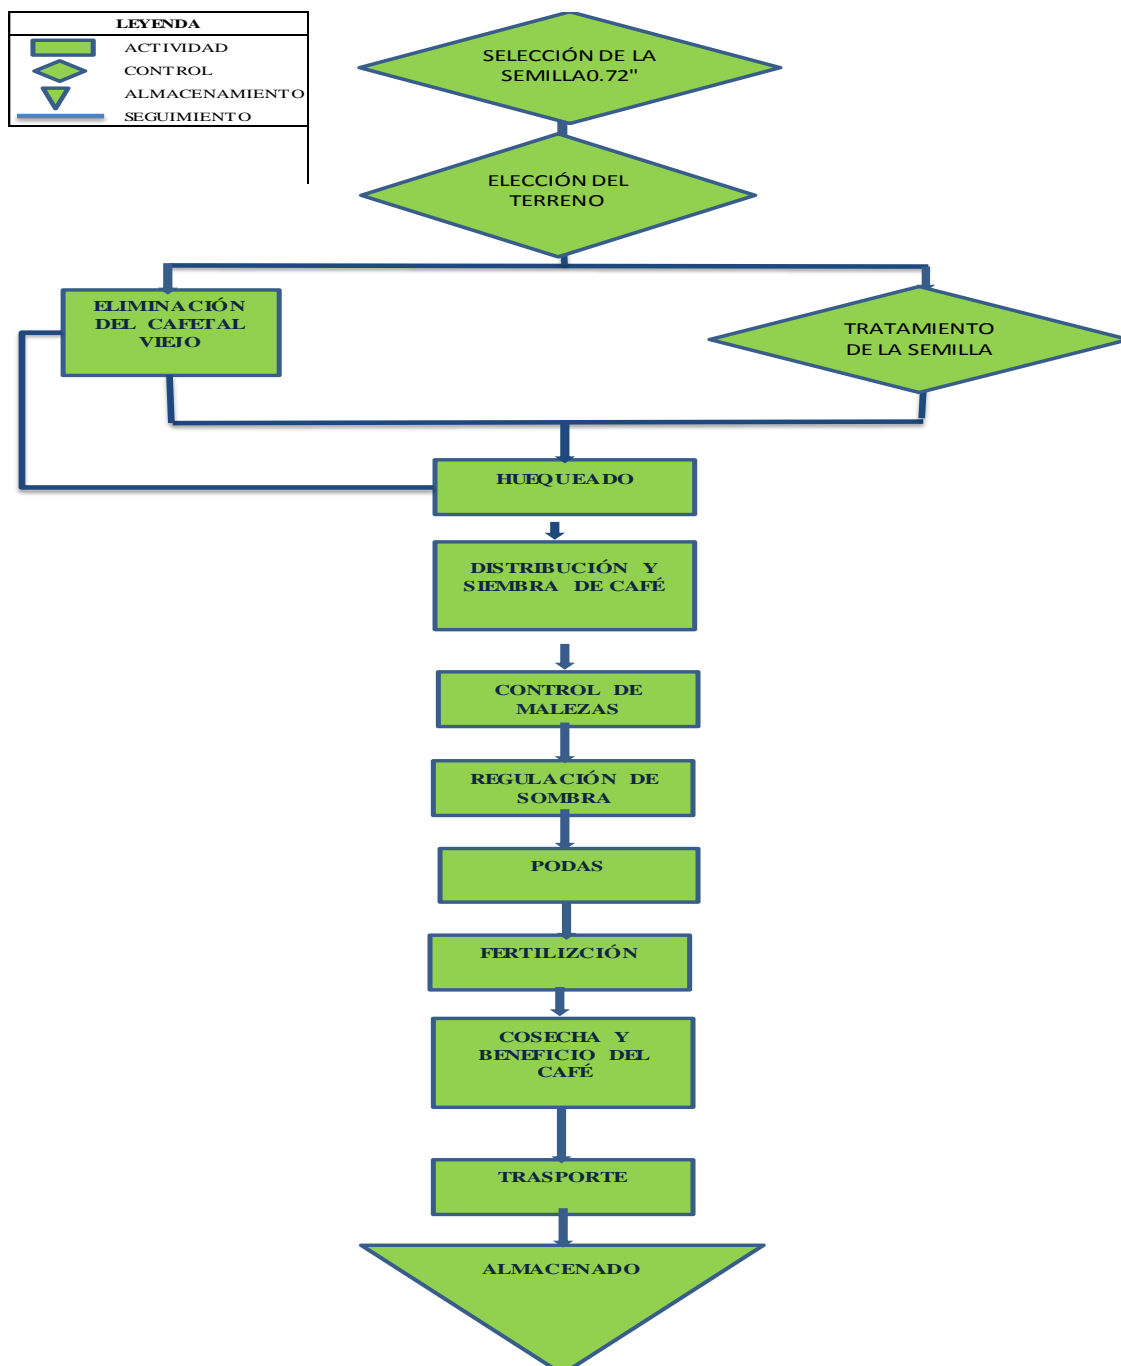 LEYENDA
ACTIVIDAD
CONTROL
ALMACENAMIENTO
SEGUIMIENTO
SELECCIÓN DE LA
SEMILLA0.72"
ELECCIÓN DEL
TERRENO
ELIMINACIÓN
DEL CAFETAL
VIEJO
TRATAMIENTO
DE LA SEMILLA
HUEQUEADO
DISTRIBUCIÓN Y
SIEMBRA DE CAFÉ
CONTROL DE
MALEZAS
REGULACIÓN DE
SOMBRA
PODAS
FERTILIZCIÓN
COSECHA Y
BENEFICIO DEL
CAFÉ
TRASPORTE
ALMACENADO